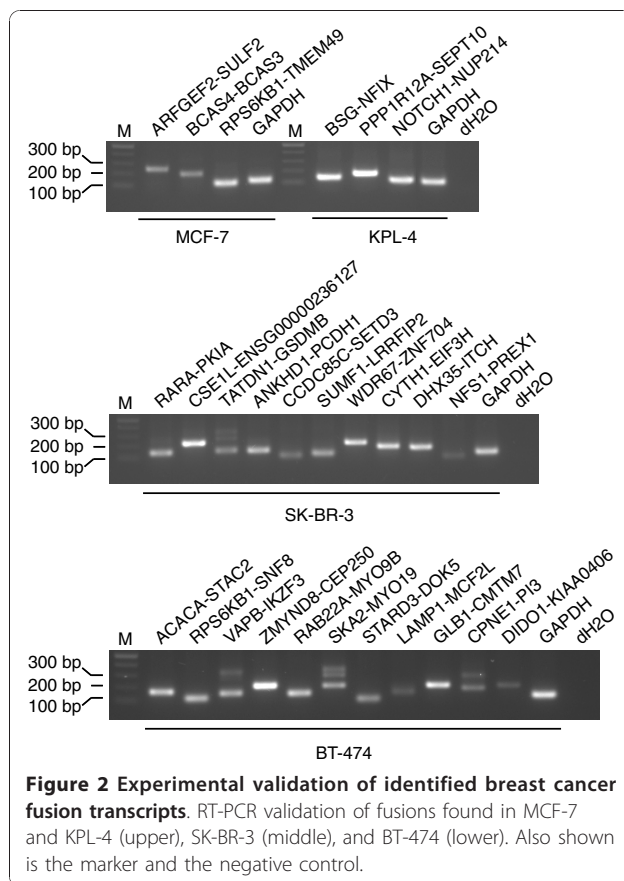 M ARFGEF2-SULF2 BCAS4-BCAS3 RPS6KB1-TMEM49 GAPDH M BSG-NFIX PPP1R12A-SEPT10 NOTCH1-NUP214 GAPDH dH2O
300 bp
200 bp
100 bp
MCF-7 KPL-4
M RARA-PKIA CSE1L-ENSG00000236127 TATDN1-GSDMB ANKHD1-PCDH1 CCDC85C-SETD3 SUMF1-LRRFIP2 WDR67-ZNF704 CYTH1-EIF3H DHX35-ITCH NFS1-PREX1 GAPDH dH2O
300 bp
200 bp
100 bp
SK-BR-3
M ACACA-STAC2 RPS6KB1-SNF8 VAPB-IKZF3 ZMYND8-CEP250 RAB22A-MYO9B SKA2-MYO19 STARD3-DOK5 LAMP1-MCF2L GLB1-CMTM7 CPNE1-PI3 DIDO1-KIAA0406 GAPDH dH2O
300 bp
200 bp
100 bp
BT-474
Figure 2 Experimental validation of identified breast cancer
fusion transcripts. RT-PCR validation of fusions found in MCF-7
and KPL-4 (upper), SK-BR-3 (middle), and BT-474 (lower). Also shown
is the marker and the negative control.